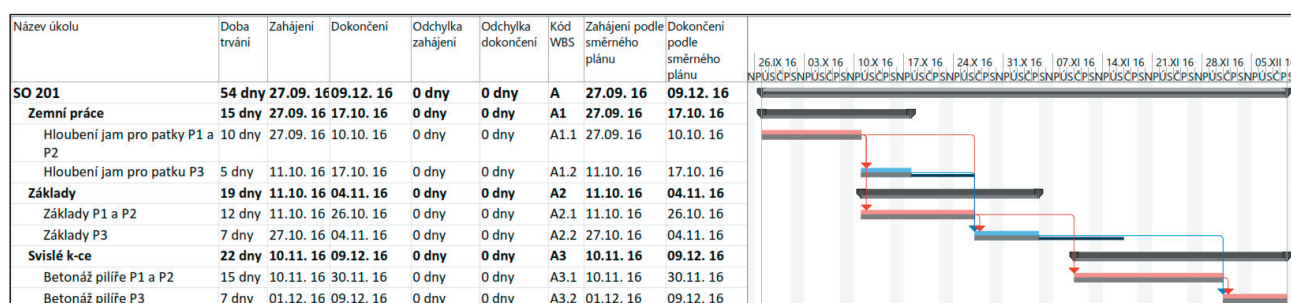 Název úkolu Doba trvání Zahájení Dokončení Odchylka zahájení Odchylka dokončení Kód WBS Zahájení podle směrného plánu Dokončení podle směrného plánu
26.IX 16 03.X 16 10.X 16 17.X 16 24.X 16 31.X 16 07.XI 16 14.XI 16 21.XI 16 28.XI 16 05.XII 16
NPÚSČPSNPÚSČPSNPÚSČPSNPÚSČPSNPÚSČPSNPÚSČPSNPÚSČPSNPÚSČPSNPÚSČPSNPÚSČPSNPÚSČP
SO 201 54 dny 27.09. 16 09.12. 16 0 dny 0 dny A 27.09. 16 09.12. 16
Zemní práce 15 dny 27.09. 16 17.10. 16 0 dny 0 dny A1 27.09. 16 17.10. 16
Hloubení jam pro patky P1 a P2 10 dny 27.09. 16 10.10. 16 0 dny 0 dny A1.1 27.09. 16 10.10. 16
Hloubení jam pro patku P3 5 dny 11.10. 16 17.10. 16 0 dny 0 dny A1.2 11.10. 16 17.10. 16
Základy 19 dny 11.10. 16 04.11. 16 0 dny 0 dny A2 11.10. 16 04.11. 16
Základy P1 a P2 12 dny 11.10. 16 26.10. 16 0 dny 0 dny A2.1 11.10. 16 26.10. 16
Základy P3 7 dny 27.10. 16 04.11. 16 0 dny 0 dny A2.2 27.10. 16 04.11. 16
Svislé k-ce 22 dny 10.11. 16 09.12. 16 0 dny 0 dny A3 10.11. 16 09.12. 16
Betonáž pilíře P1 a P2 15 dny 10.11. 16 30.11. 16 0 dny 0 dny A3.1 10.11. 16 30.11. 16
Betonáž pilíře P3 7 dny 01.12. 16 09.12. 16 0 dny 0 dny A3.2 01.12. 16 09.12. 16